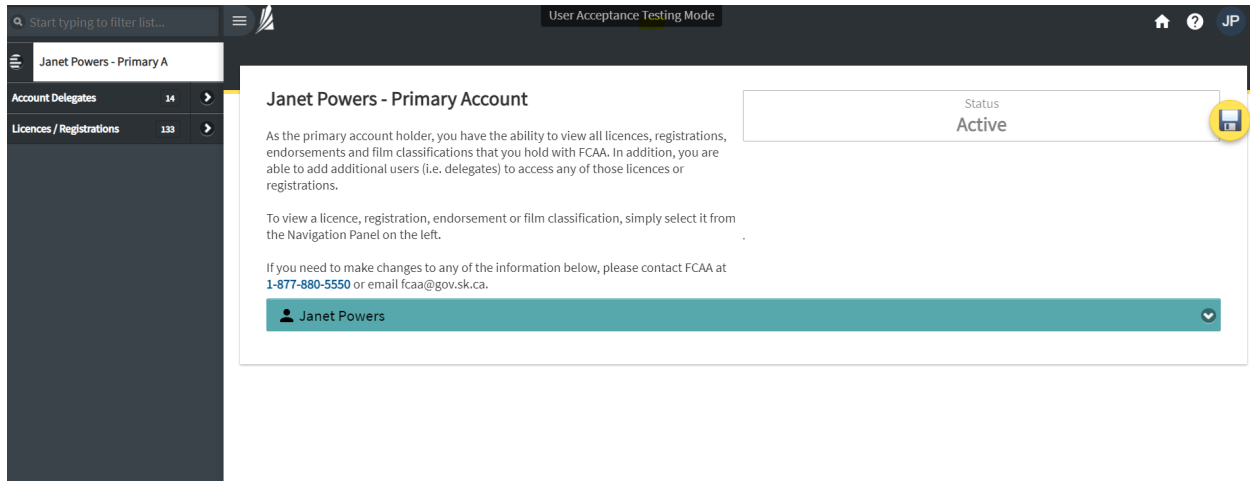 Start typing to filter list...
User Acceptance Testing Mode
JP
Janet Powers - Primary A
Account Delegates 14
Licences / Registrations 133
Janet Powers - Primary Account
As the primary account holder, you have the ability to view all licences, registrations,
endorsements and film classifications that you hold with FCAA. In addition, you are
able to add additional users (i.e. delegates) to access any of those licences or
registrations.
To view a licence, registration, endorsement or film classification, simply select it from
the Navigation Panel on the left.
If you need to make changes to any of the information below, please contact FCAA at
1-877-880-5550 or email fcaa@gov.sk.ca.
Status
Active
.
Janet Powers